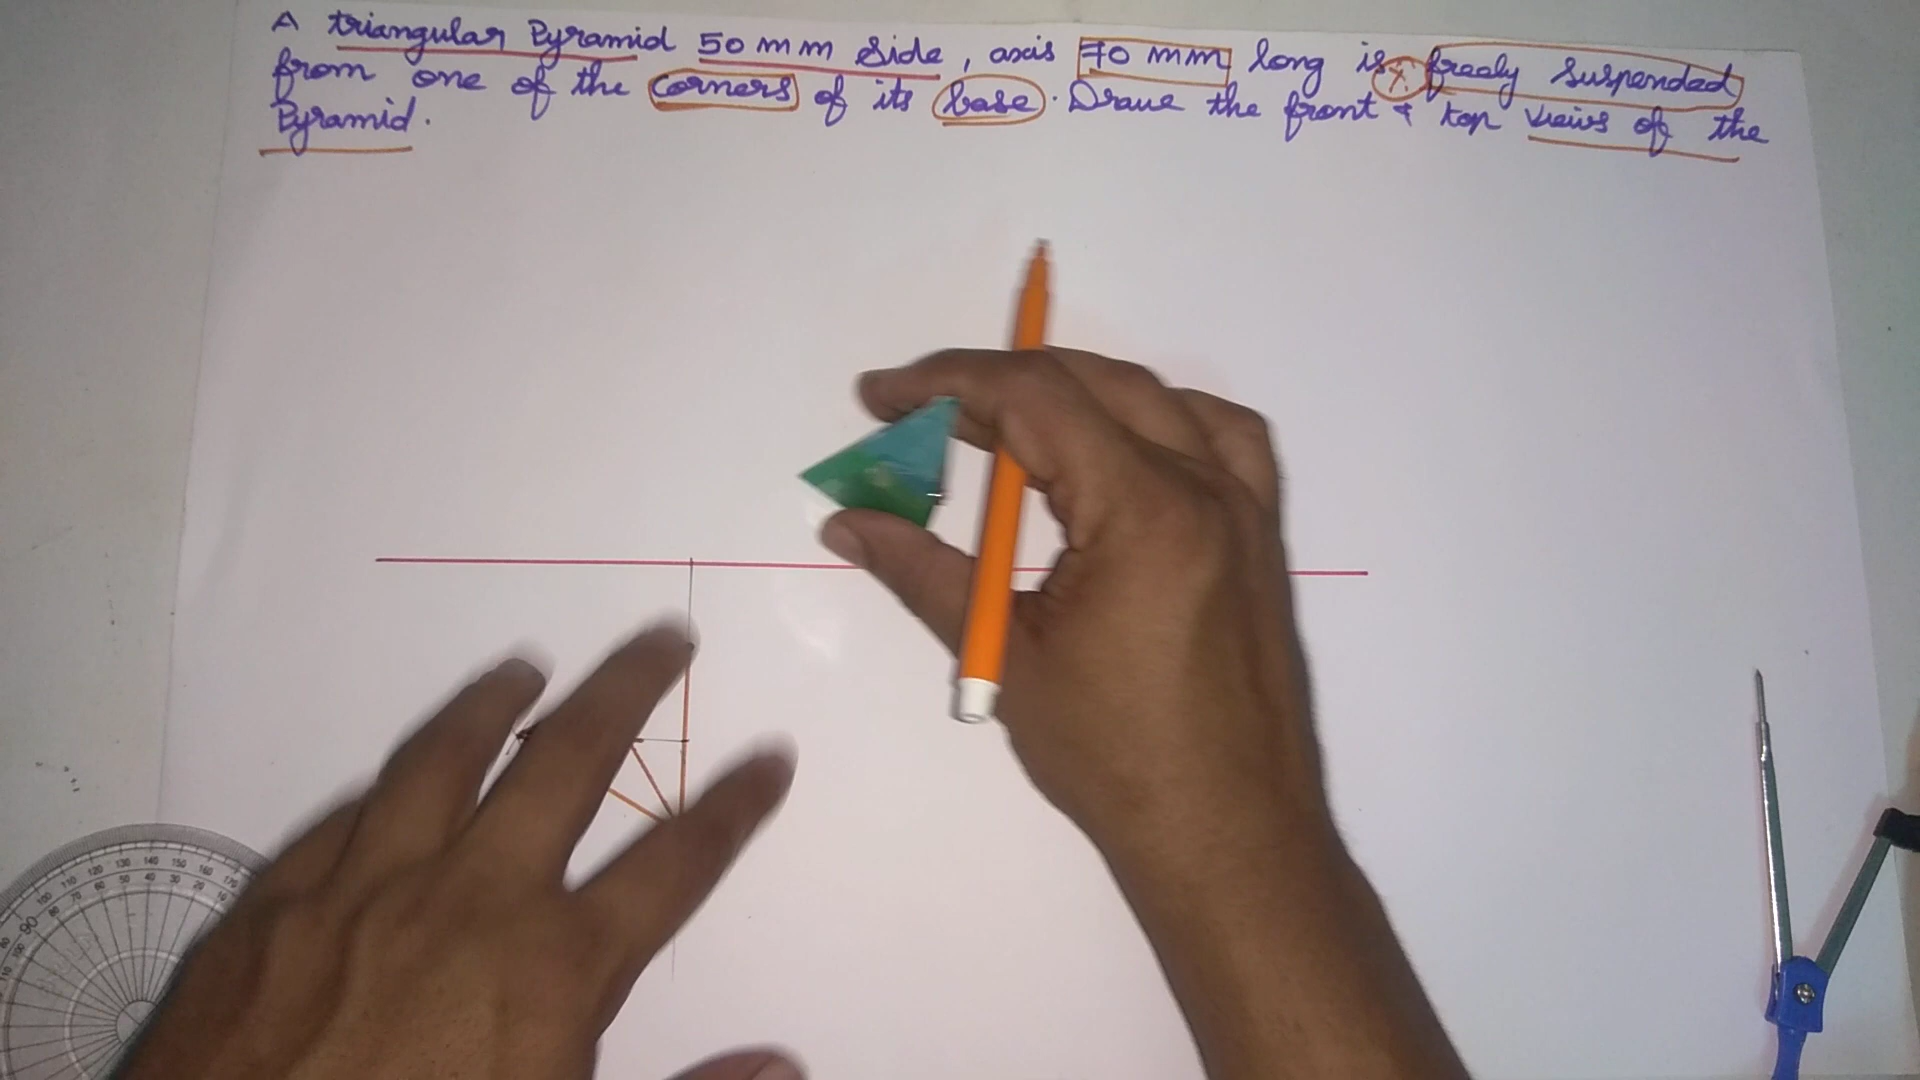 A triangular Pyramid 50 mm side, axis 70 mm long is freely suspended
from one of the corners of its base. Draw the front & top views of the
Pyramid.